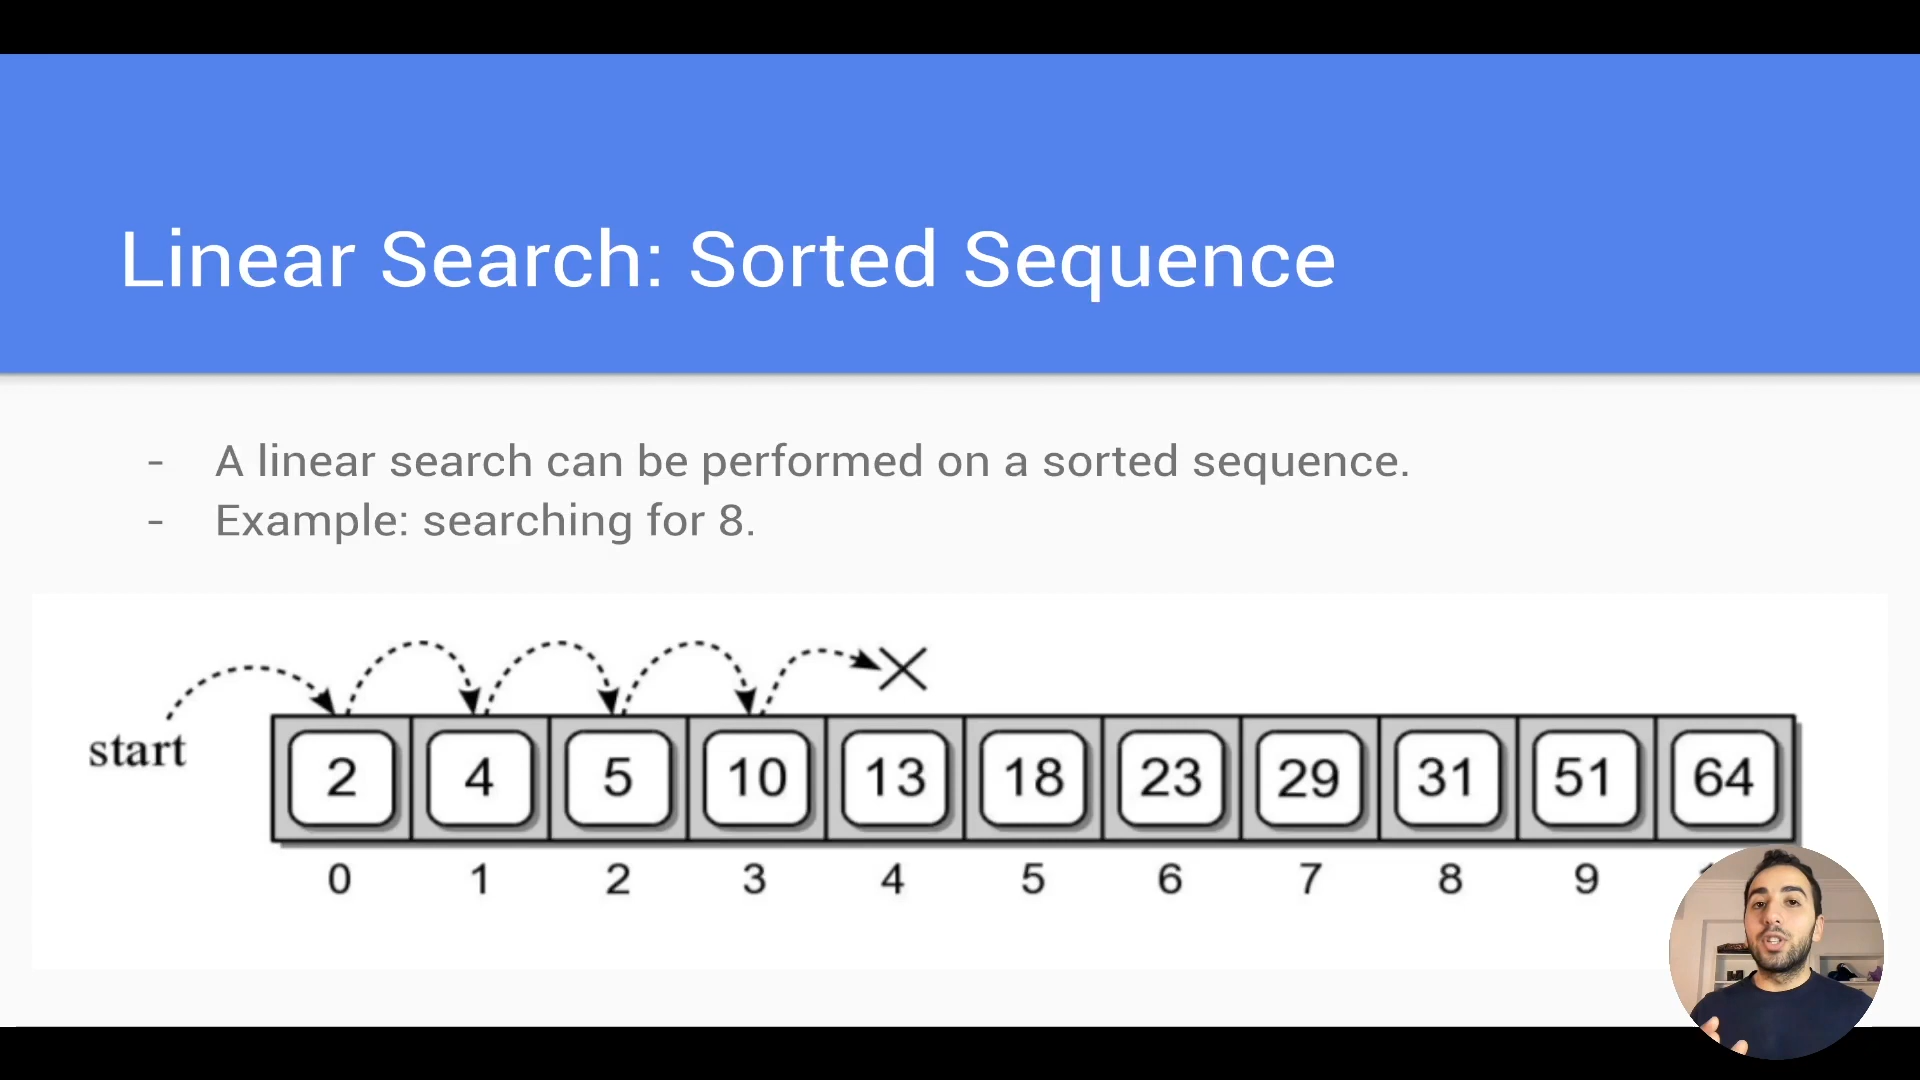 Linear Search: Sorted Sequence
- A linear search can be performed on a sorted sequence.
- Example: searching for 8.
start
2 4 5 10 13 18 23 29 31 51 64
0 1 2 3 4 5 6 7 8 9